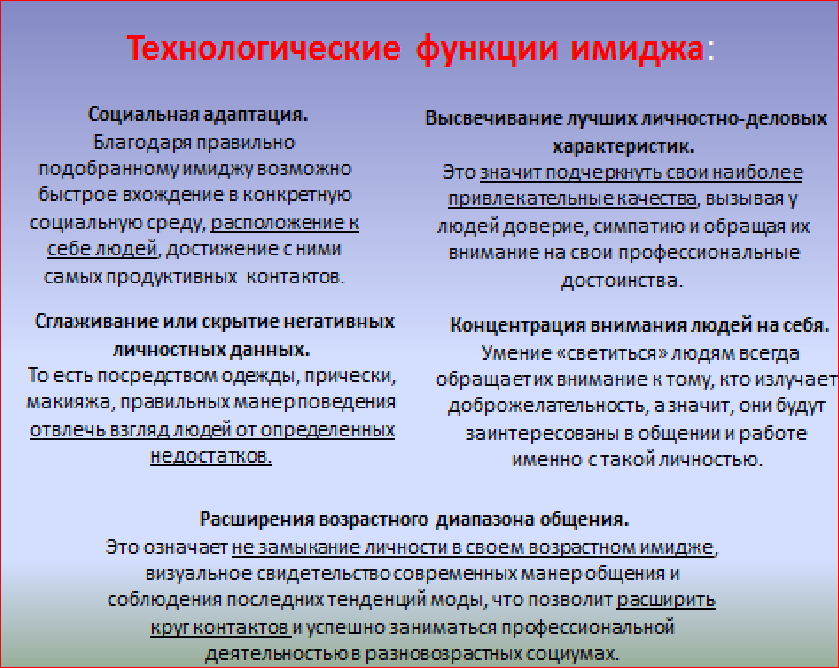 Технологические функции имиджа:
Социальная адаптация.
Благодаря правильно
подобранному имиджу возможно
быстрое вхождение в конкретную
социальную среду, расположение к
себе людей, достижение с ними
самых продуктивных контактов.
Высвечивание лучших личностно-деловых
характеристик.
Это значит подчеркнуть свои наиболее
привлекательные качества, вызывая у
людей доверие, симпатию и обращая их
внимание на свои профессиональные
достоинства.
Сглаживание или скрытие негативных
личностных данных.
То есть посредством одежды, прически,
макияжа, правильных манер поведения
отвлечь взгляд людей от определенных
недостатков.
Концентрация внимания людей на себя.
Умение «светиться» людям всегда
обращает их внимание к тому, кто излучает
доброжелательность, а значит, они будут
заинтересованы в общении и работе
именно с такой личностью.
Расширения возрастного диапазона общения.
Это означает не замыкание личности в своем возрастном имидже,
визуальное свидетельство современных манер общения и
соблюдения последних тенденций моды, что позволит расширить
круг контактов и успешно заниматься профессиональной
деятельностью в разновозрастных социумах.